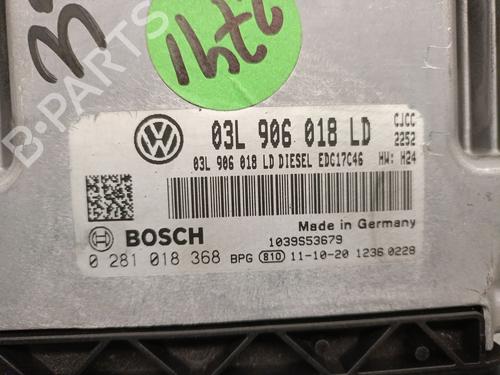 2741
B-PARTS
03L 906 018 LD
CJCC
2252
03L 906 018 LD DIESEL EDC17C46 HW: H24
Made in Germany
BOSCH
1039S53679
0 281 018 368 BPG 810 11-10-20 1236 0228